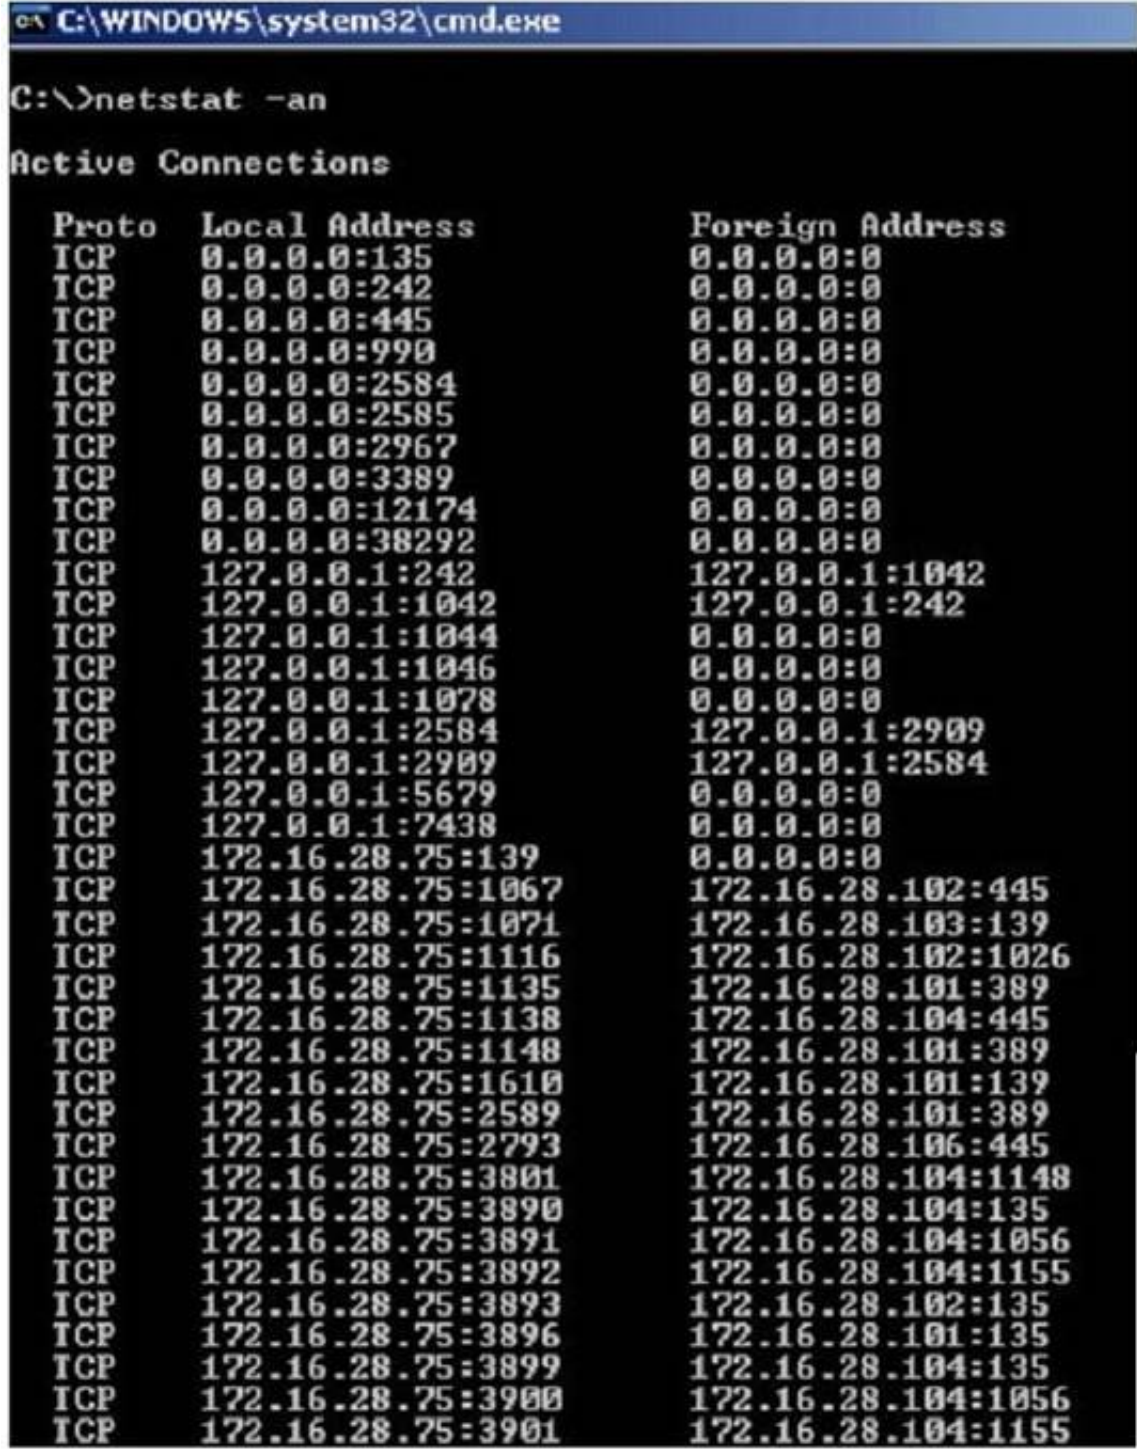 C:\WINDOWS\system32\cmd.exe
C:\>netstat -an
Active Connections
Proto Local Address Foreign Address
TCP 0.0.0.0:135 0.0.0.0:0
TCP 0.0.0.0:242 0.0.0.0:0
TCP 0.0.0.0:445 0.0.0.0:0
TCP 0.0.0.0:990 0.0.0.0:0
TCP 0.0.0.0:2584 0.0.0.0:0
TCP 0.0.0.0:2585 0.0.0.0:0
TCP 0.0.0.0:2967 0.0.0.0:0
TCP 0.0.0.0:3389 0.0.0.0:0
TCP 0.0.0.0:12174 0.0.0.0:0
TCP 0.0.0.0:38292 0.0.0.0:0
TCP 127.0.0.1:242 127.0.0.1:1042
TCP 127.0.0.1:1042 127.0.0.1:242
TCP 127.0.0.1:1044 0.0.0.0:0
TCP 127.0.0.1:1046 0.0.0.0:0
TCP 127.0.0.1:1078 0.0.0.0:0
TCP 127.0.0.1:2584 127.0.0.1:2909
TCP 127.0.0.1:2909 127.0.0.1:2584
TCP 127.0.0.1:5679 0.0.0.0:0
TCP 127.0.0.1:7438 0.0.0.0:0
TCP 172.16.28.75:139 0.0.0.0:0
TCP 172.16.28.75:1067 172.16.28.102:445
TCP 172.16.28.75:1071 172.16.28.103:139
TCP 172.16.28.75:1116 172.16.28.102:1026
TCP 172.16.28.75:1135 172.16.28.101:389
TCP 172.16.28.75:1138 172.16.28.104:445
TCP 172.16.28.75:1148 172.16.28.101:389
TCP 172.16.28.75:1610 172.16.28.101:139
TCP 172.16.28.75:2589 172.16.28.101:389
TCP 172.16.28.75:2793 172.16.28.106:445
TCP 172.16.28.75:3801 172.16.28.104:1148
TCP 172.16.28.75:3890 172.16.28.104:135
TCP 172.16.28.75:3891 172.16.28.104:1056
TCP 172.16.28.75:3892 172.16.28.104:1155
TCP 172.16.28.75:3893 172.16.28.102:135
TCP 172.16.28.75:3896 172.16.28.101:135
TCP 172.16.28.75:3899 172.16.28.104:135
TCP 172.16.28.75:3900 172.16.28.104:1056
TCP 172.16.28.75:3901 172.16.28.104:1155